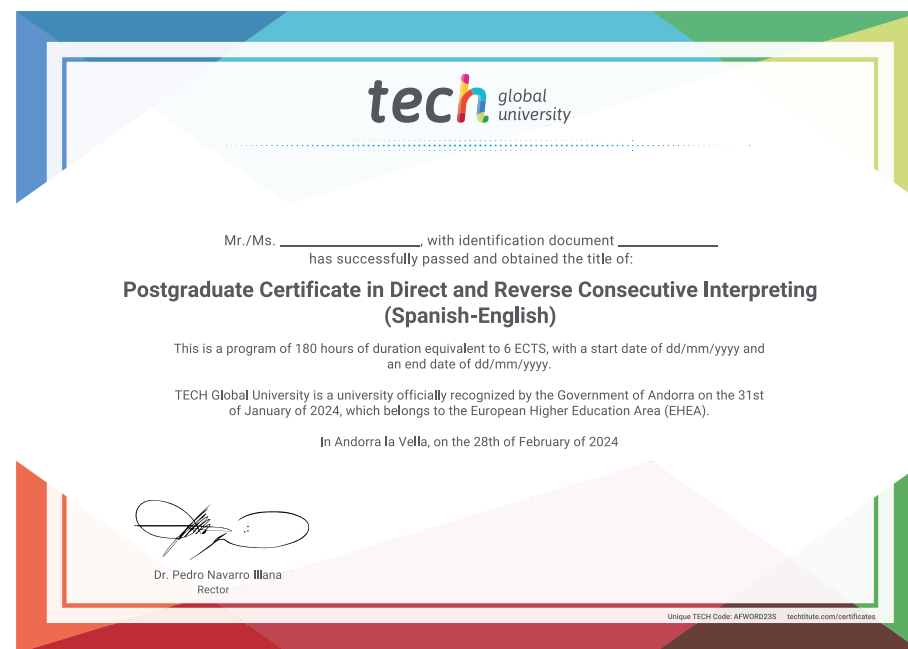 tech global university
Mr./Ms. ____________________, with identification document ______________
has successfully passed and obtained the title of:
Postgraduate Certificate in Direct and Reverse Consecutive Interpreting
(Spanish-English)
This is a program of 180 hours of duration equivalent to 6 ECTS, with a start date of dd/mm/yyyy and
an end date of dd/mm/yyyy.
TECH Global University is a university officially recognized by the Government of Andorra on the 31st
of January of 2024, which belongs to the European Higher Education Area (EHEA).
In Andorra la Vella, on the 28th of February of 2024
Dr. Pedro Navarro Illana
Rector
Unique TECH Code: AFWORD23S techtitute.com/certificates